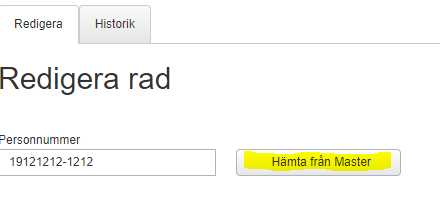 Redigera Historik
Redigera rad
Personnummer
19121212-1212 Hämta från Master